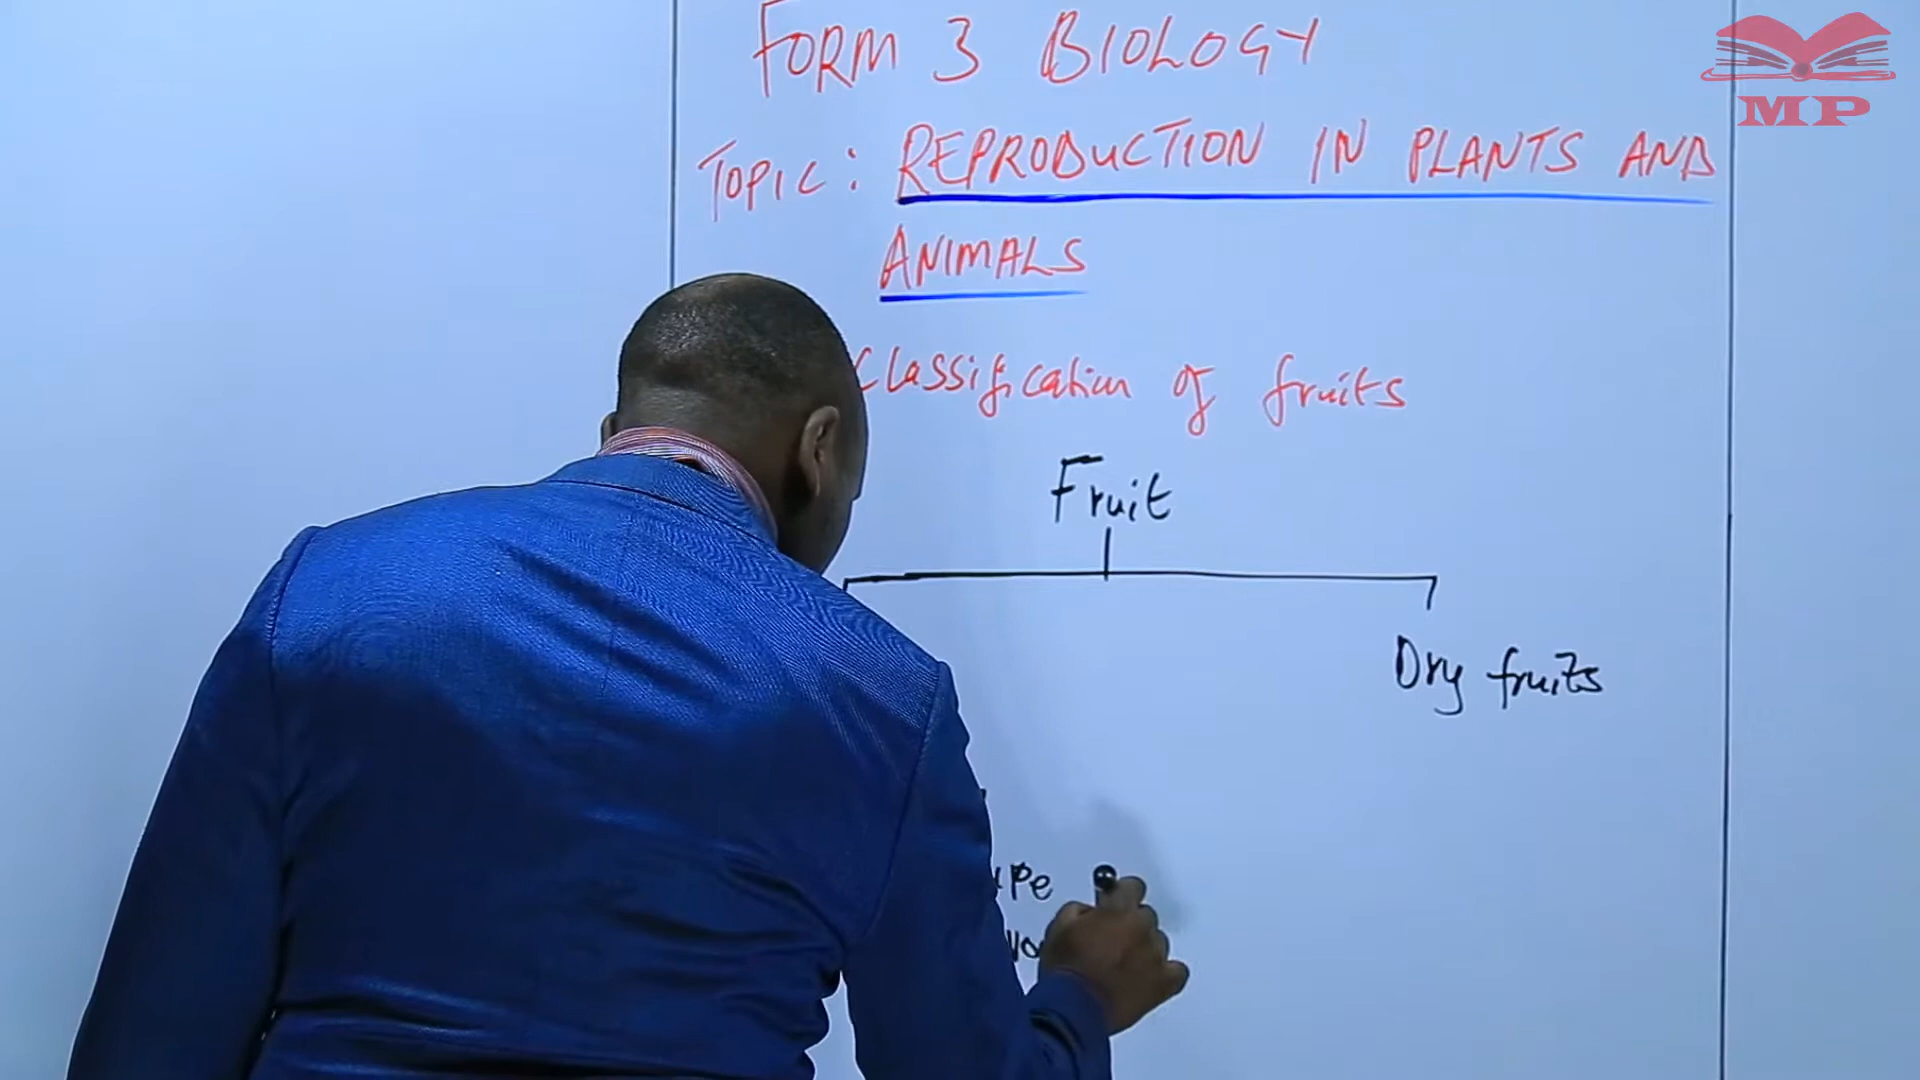 FORM 3 BIOLOGY
MP
TOPIC: REPRODUCTION IN PLANTS AND
ANIMALS
Classification of fruits
Fruit
Dry fruits